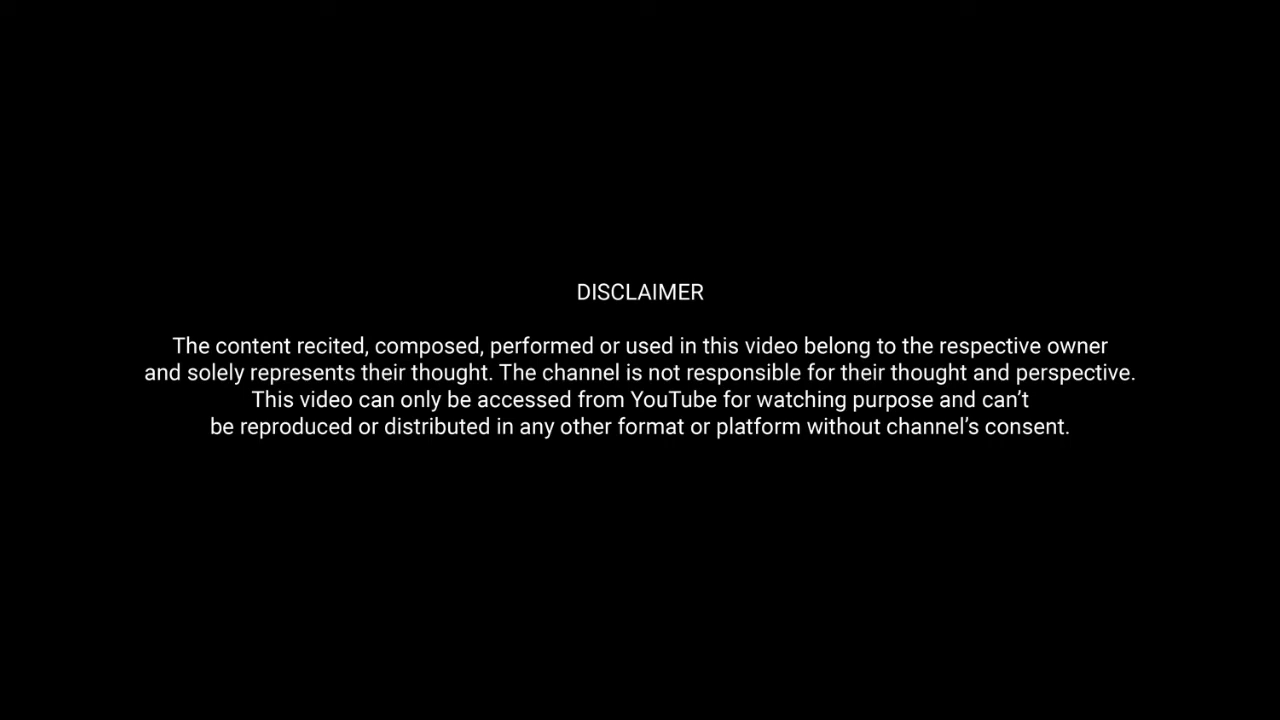 DISCLAIMER
The content recited, composed, performed or used in this video belong to the respective owner
and solely represents their thought. The channel is not responsible for their thought and perspective.
This video can only be accessed from YouTube for watching purpose and can’t
be reproduced or distributed in any other format or platform without channel’s consent.